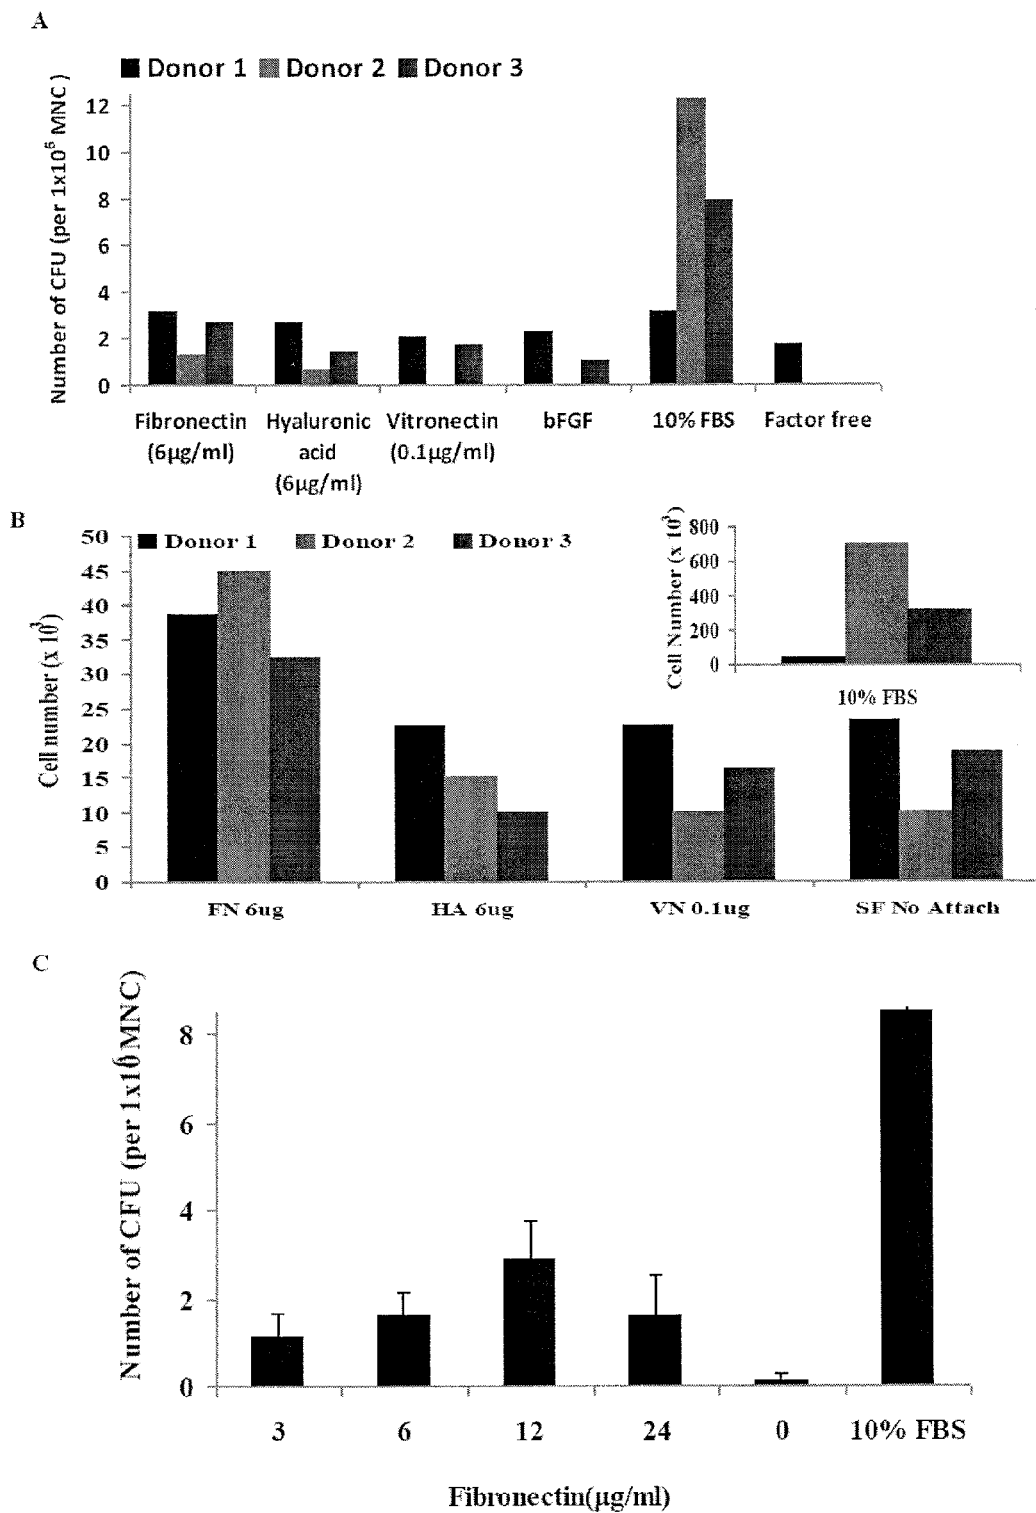 A
Donor 1 Donor 2 Donor 3
Number of CFU (per 1x10⁶ MNC )
12
10
8
6
4
2
0
Fibronectin (6µg/ml)
Hyaluronic acid (6µg/ml)
Vitronectin (0.1µg/ml)
bFGF
10% FBS
Factor free
B
Donor 1 Donor 2 Donor 3
Cell number (x 10³)
50
45
40
35
30
25
20
15
10
5
0
FN 6ug HA 6ug VN 0.1ug SF No Attach
Cell Number (x 10³)
800
600
400
200
0
10% FBS
C
Number of CFU (per 1x10⁶ MNC)
8
6
4
2
0
3 6 12 24 0 10% FBS
Fibronectin(µg/ml)